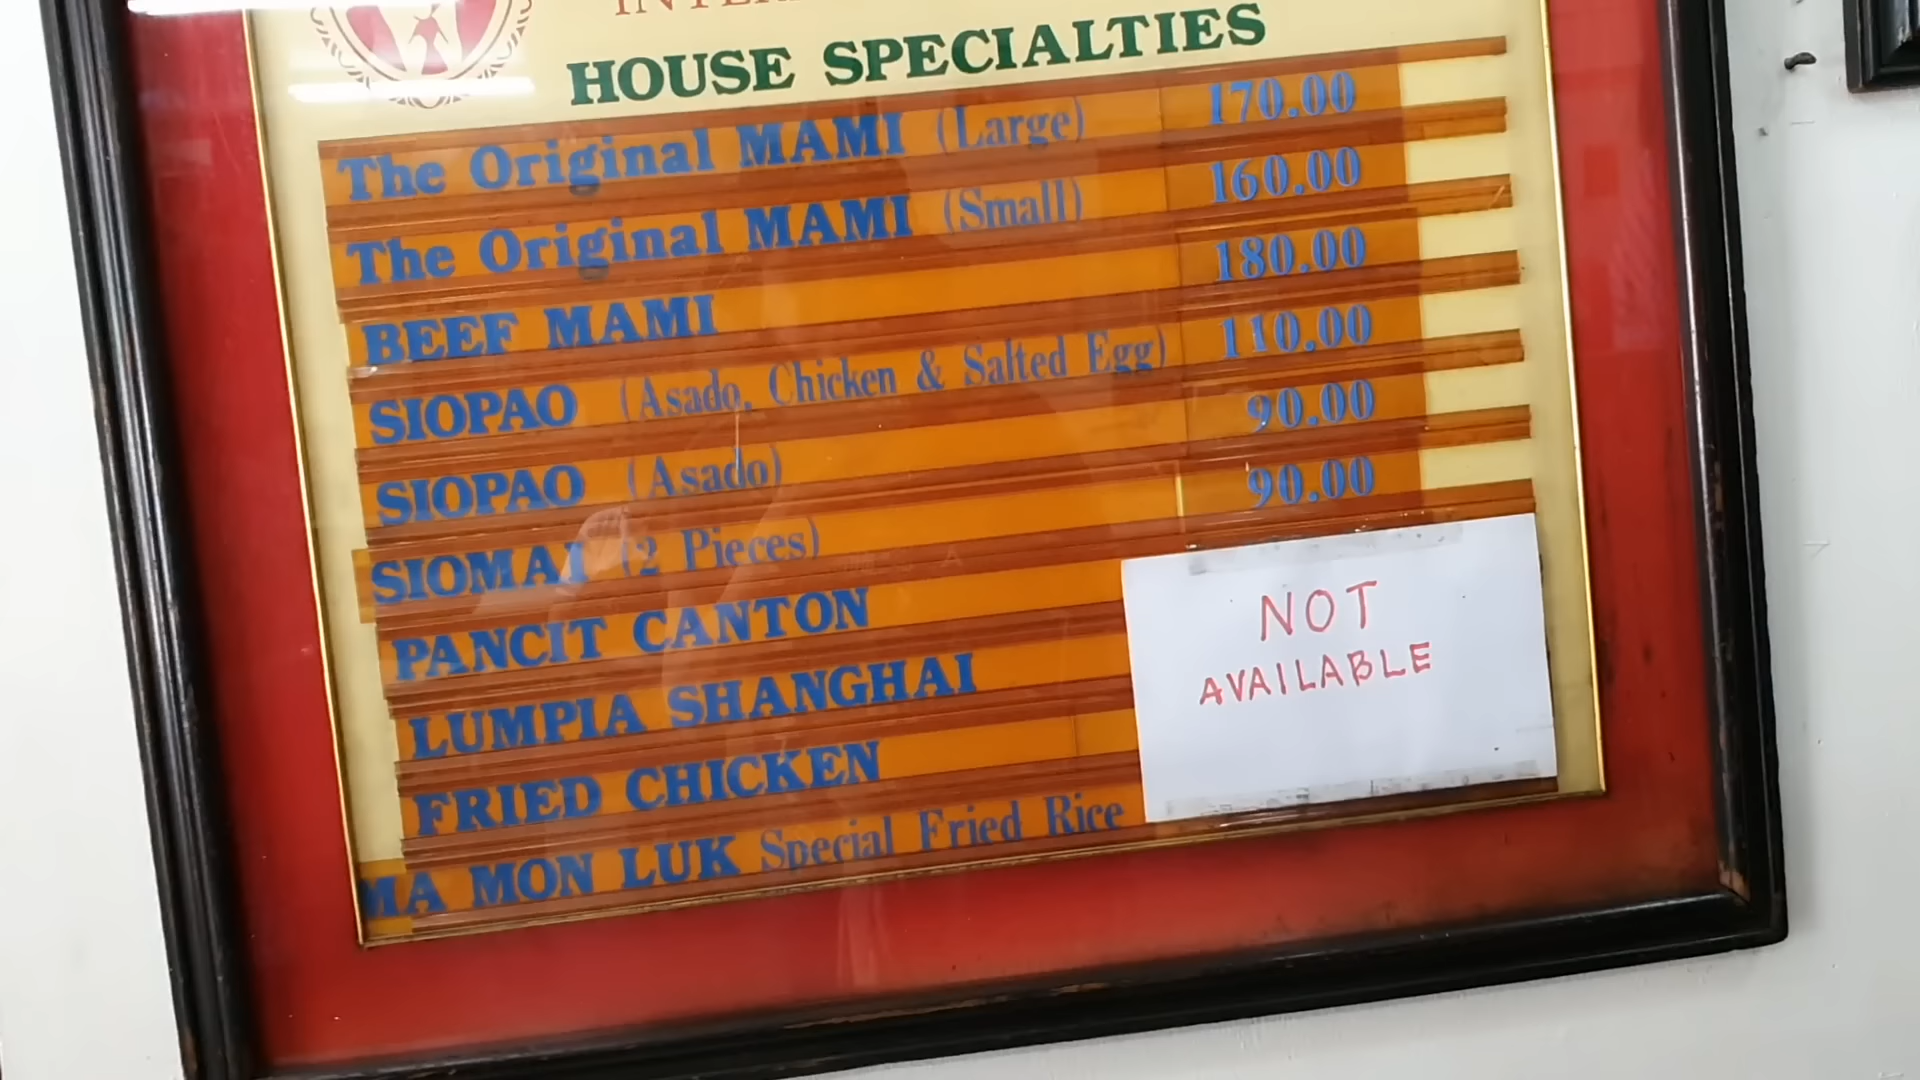 HOUSE SPECIALTIES
The Original MAMI (Large) 170.00
The Original MAMI (Small) 160.00
BEEF MAMI 180.00
SIOPAO (Asado, Chicken & Salted Egg) 110.00
SIOPAO (Asado) 90.00
SIOMAI (2 Pieces) 90.00
PANCIT CANTON
LUMPIA SHANGHAI
FRIED CHICKEN
MA MON LUK Special Fried Rice
NOT
AVAILABLE